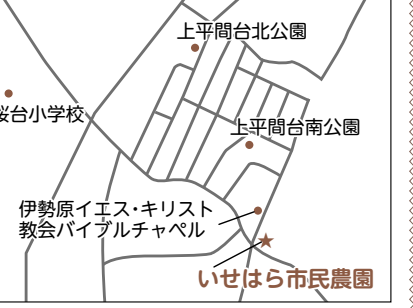 上平間台北公園
桜台小学校
上平間台南公園
伊勢原イエス・キリスト
教会バイブルチャペル
いせはら市民農園